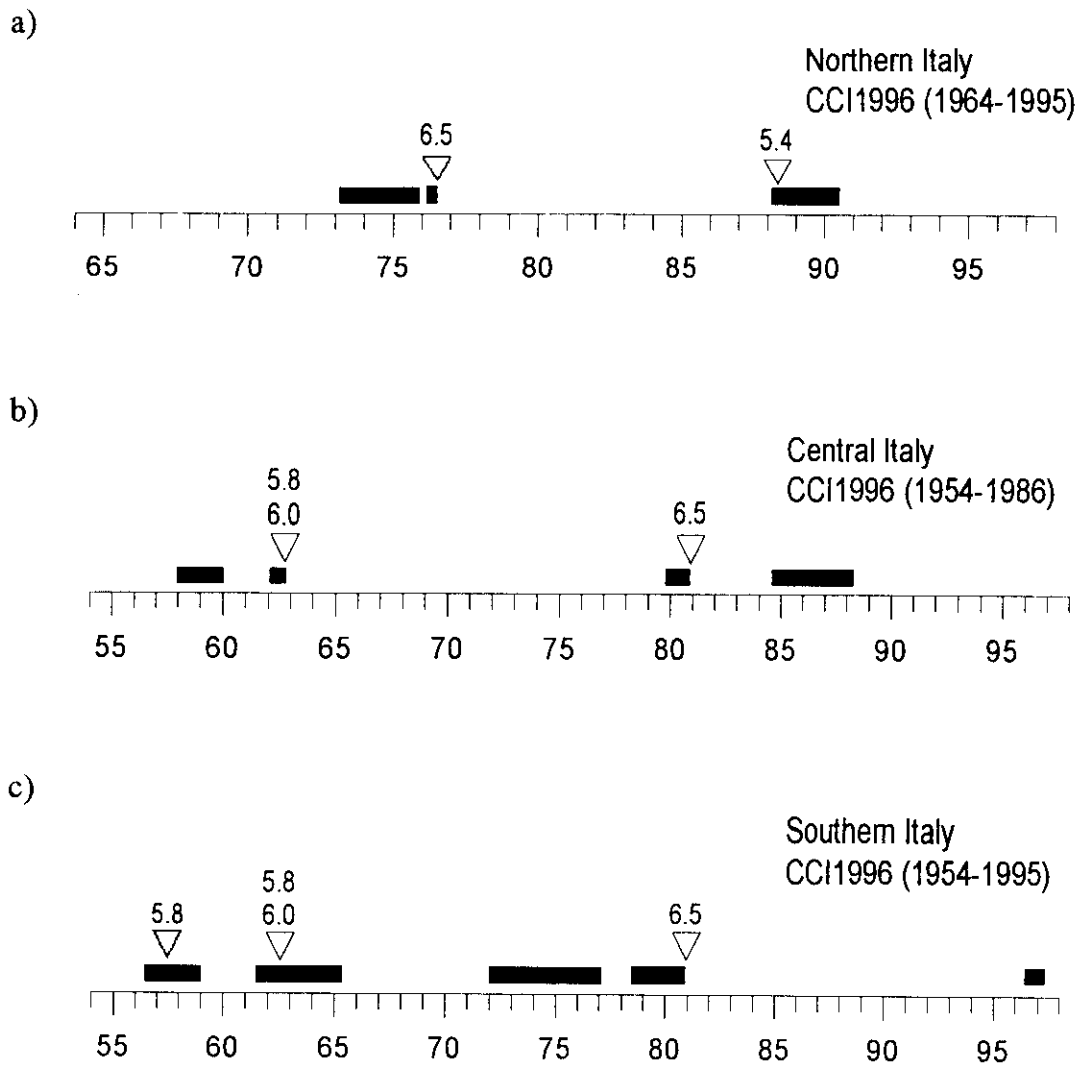 a)
Northern Italy
CCI1996 (1964-1995)
6.5 5.4
65 70 75 80 85 90 95
b)
Central Italy
CCI1996 (1954-1986)
5.8
6.0 6.5
55 60 65 70 75 80 85 90 95
c)
Southern Italy
CCI1996 (1954-1995)
5.8
5.8 6.0 6.5
55 60 65 70 75 80 85 90 95